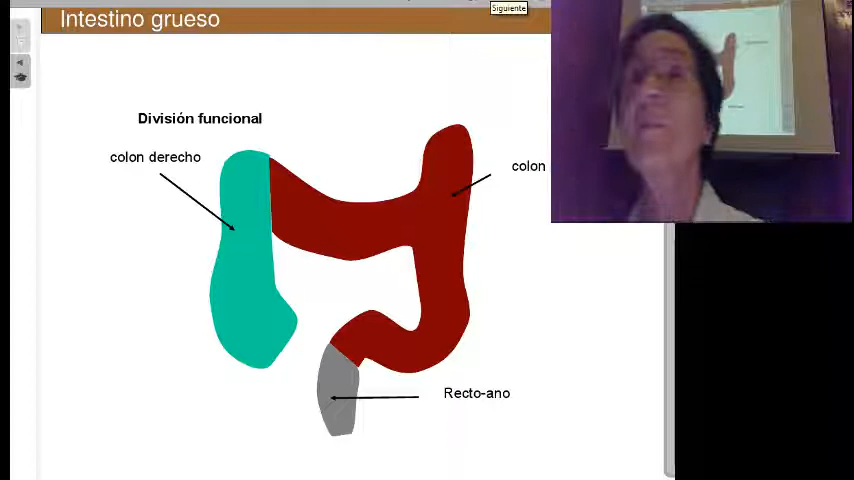 Siguiente
Intestino grueso
División funcional
colon derecho
colon
Recto-ano